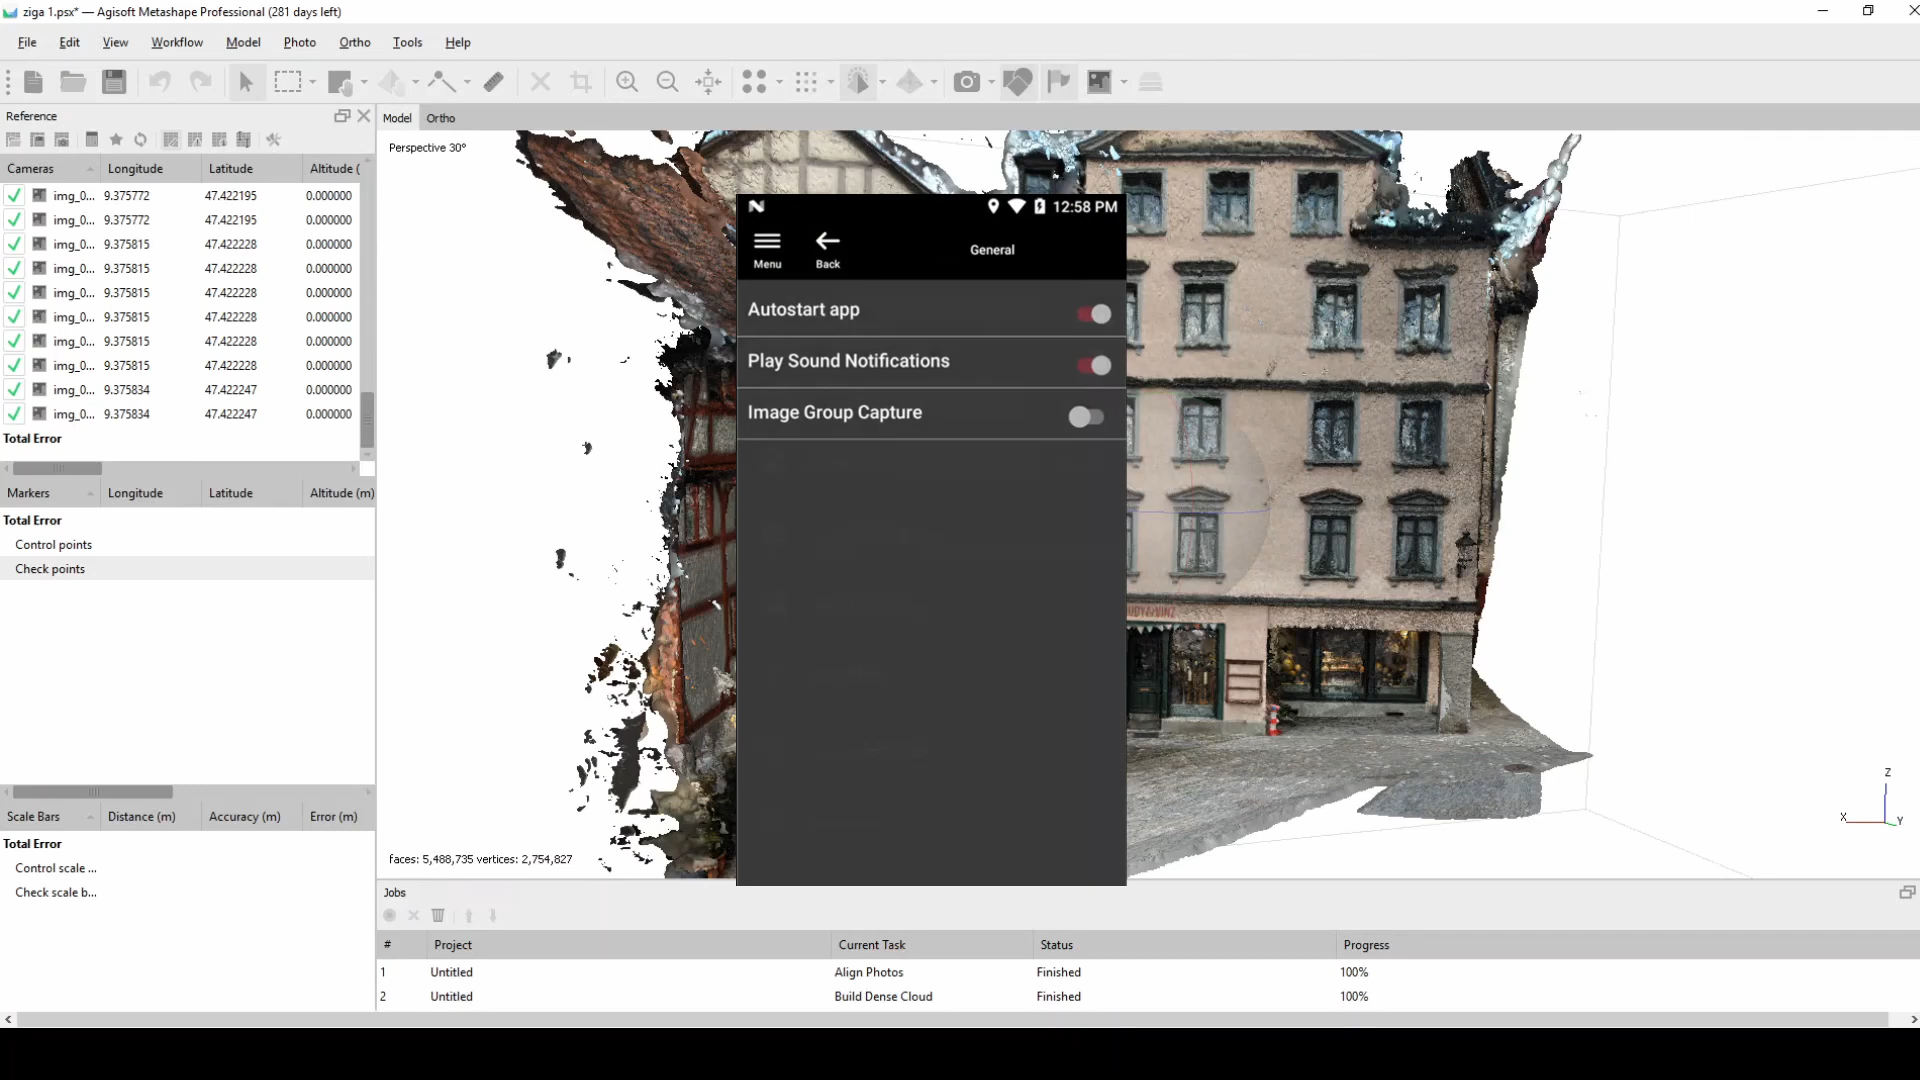 ziga 1.psx* — Agisoft Metashape Professional (281 days left)
File Edit View Workflow Model Photo Ortho Tools Help
Reference
Cameras Longitude Latitude Altitude (
img_0... 9.375772 47.422195 0.000000
img_0... 9.375772 47.422195 0.000000
img_0... 9.375815 47.422228 0.000000
img_0... 9.375815 47.422228 0.000000
img_0... 9.375815 47.422228 0.000000
img_0... 9.375815 47.422228 0.000000
img_0... 9.375815 47.422228 0.000000
img_0... 9.375815 47.422228 0.000000
img_0... 9.375834 47.422247 0.000000
img_0... 9.375834 47.422247 0.000000
Total Error
Markers Longitude Latitude Altitude (m)
Total Error
Control points
Check points
Scale Bars Distance (m) Accuracy (m) Error (m)
Total Error
Control scale ...
Check scale b...
Model Ortho
Perspective 30°
12:58 PM
Menu Back General
Autostart app
Play Sound Notifications
Image Group Capture
Z
X
Y
faces: 5,488,735 vertices: 2,754,827
Jobs
# Project Current Task Status Progress
1 Untitled Align Photos Finished 100%
2 Untitled Build Dense Cloud Finished 100%